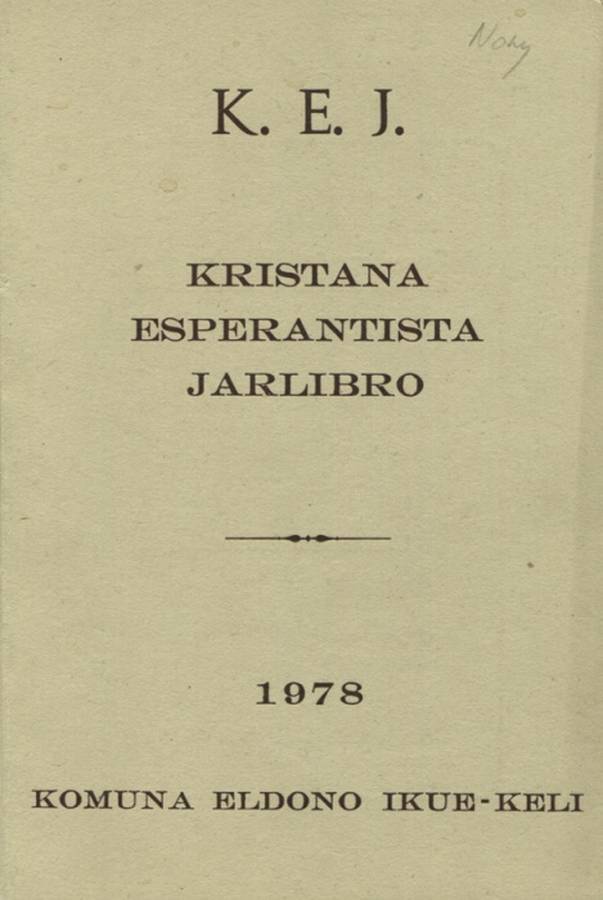 K. E. J.
KRISTANA
ESPERANTISTA
JARLIBRO
1978
KOMUNA ELDONO IKUE-KELI